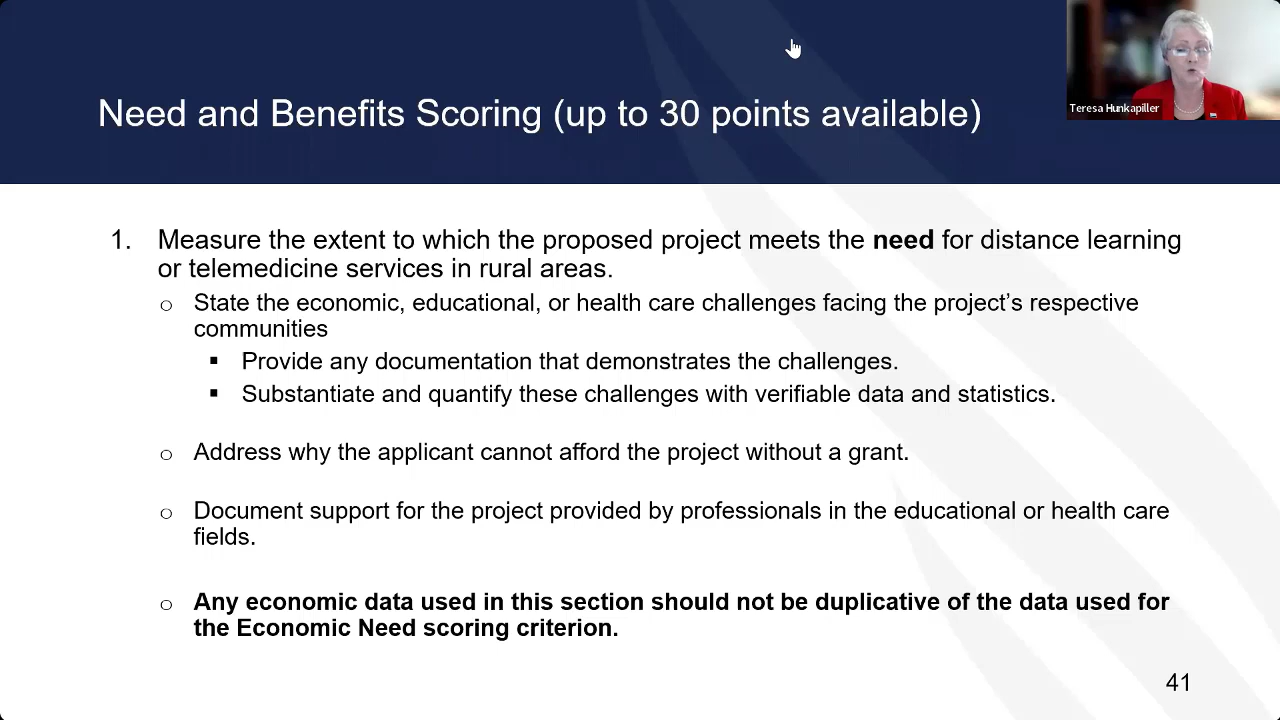 Teresa Hunkapiller
Need and Benefits Scoring (up to 30 points available)
1. Measure the extent to which the proposed project meets the need for distance learning
or telemedicine services in rural areas.
o State the economic, educational, or health care challenges facing the project's respective
communities
▪ Provide any documentation that demonstrates the challenges.
▪ Substantiate and quantify these challenges with verifiable data and statistics.
o Address why the applicant cannot afford the project without a grant.
o Document support for the project provided by professionals in the educational or health care
fields.
o Any economic data used in this section should not be duplicative of the data used for
the Economic Need scoring criterion.
41